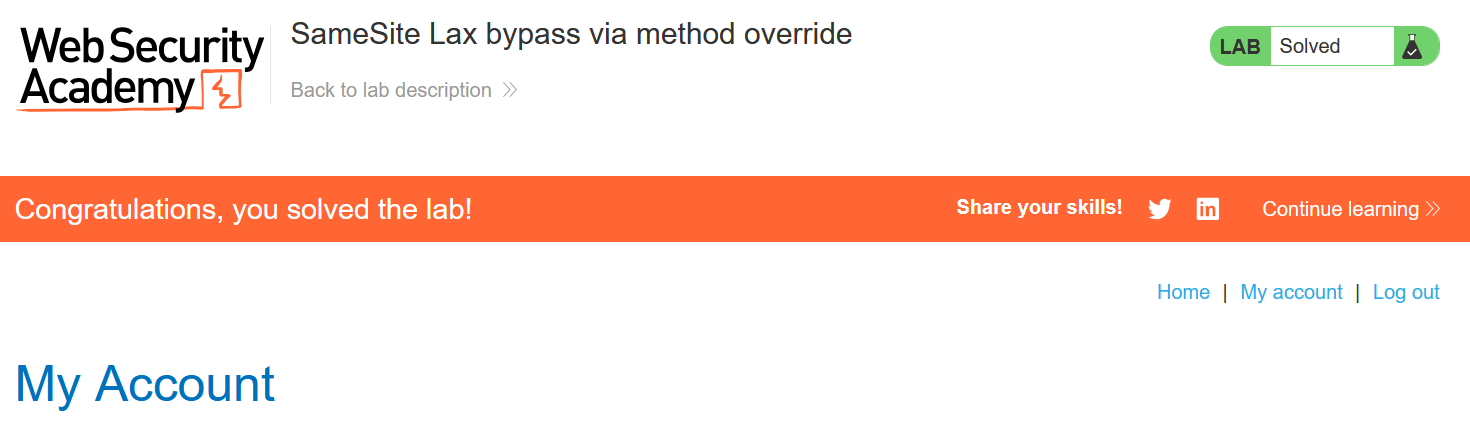 Web Security
Academy
SameSite Lax bypass via method override
Back to lab description
LAB Solved
Congratulations, you solved the lab!
Share your skills!
in
Continue learning
Home | My account | Log out
My Account